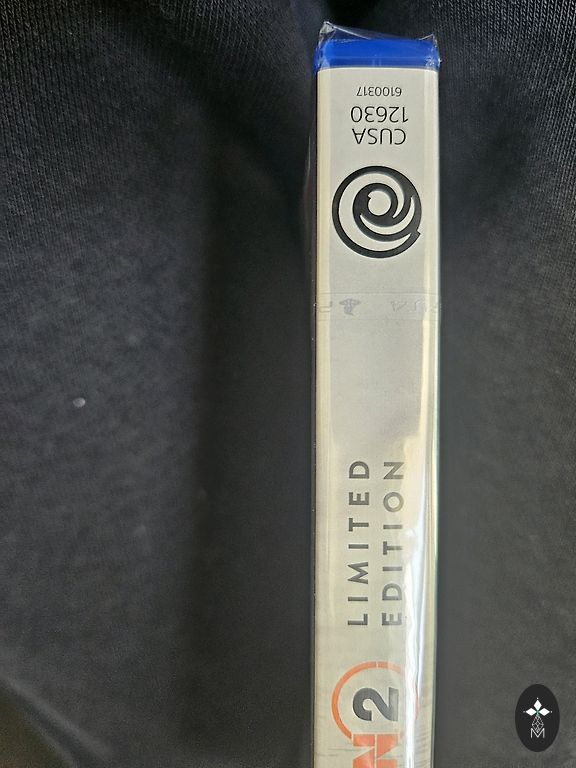 CUSA
12630
6100317
LIMITED
EDITION
N 2
M